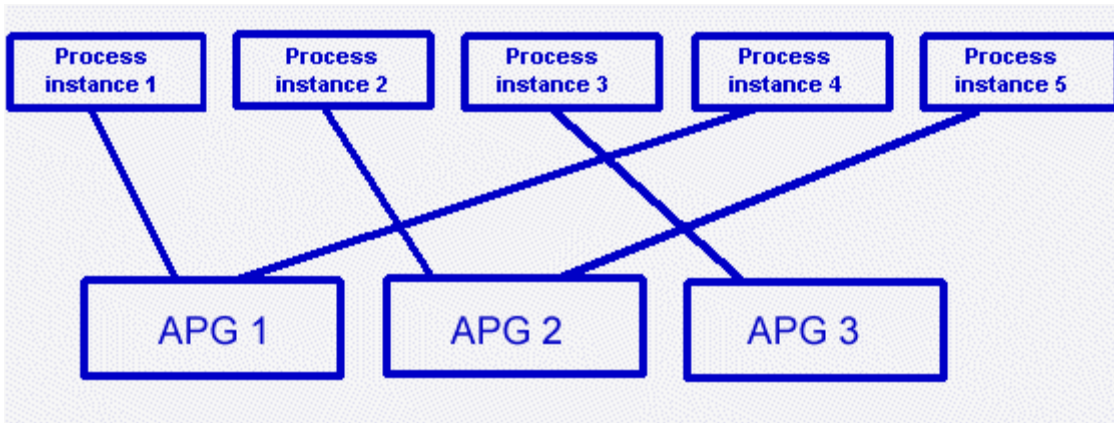 Process
instance 1
Process
instance 2
Process
instance 3
Process
instance 4
Process
instance 5
APG 1
APG 2
APG 3